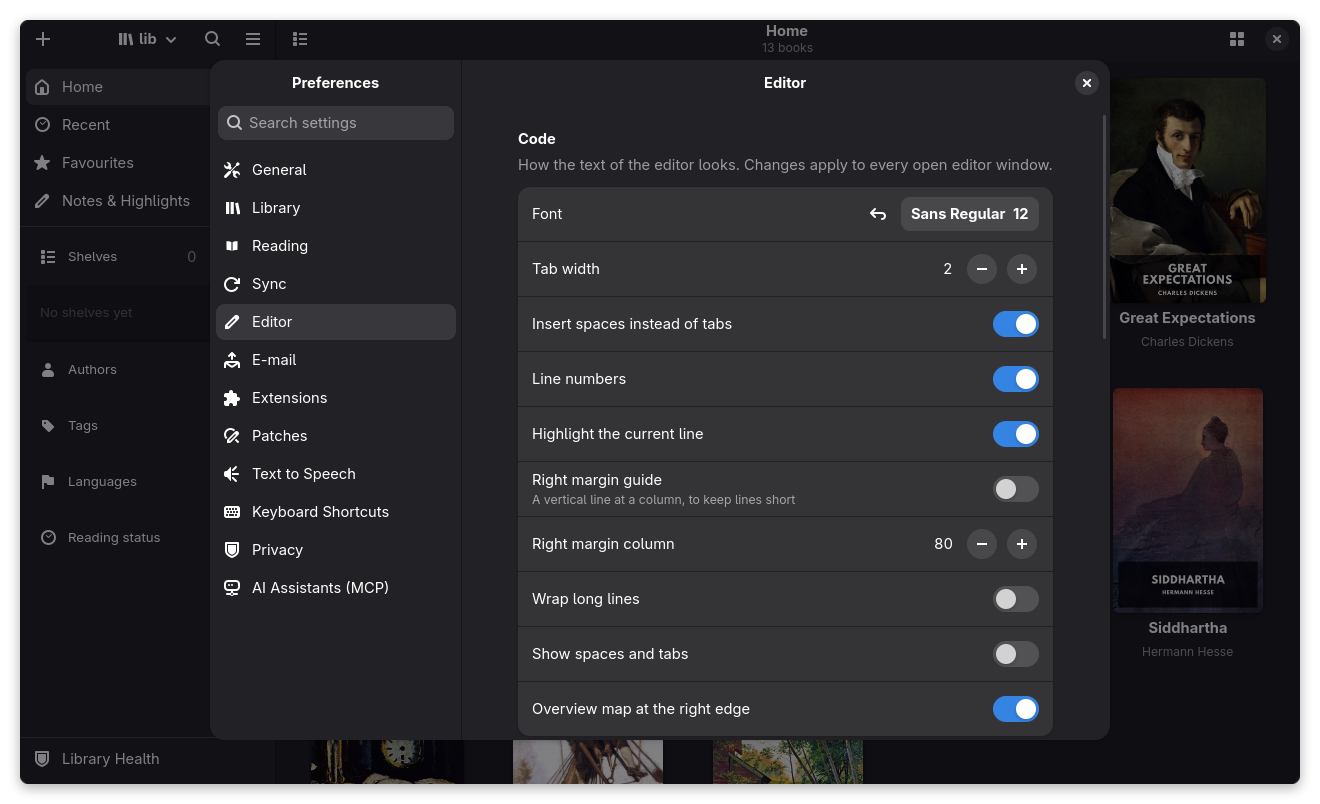 lib
Home
13 books
Home
Recent
Favourites
Notes & Highlights
Shelves 0
No shelves yet
Authors
Tags
Languages
Reading status
Library Health
Preferences
Search settings
General
Library
Reading
Sync
Editor
E-mail
Extensions
Patches
Text to Speech
Keyboard Shortcuts
Privacy
AI Assistants (MCP)
Editor
Code
How the text of the editor looks. Changes apply to every open editor window.
Font Sans Regular 12
Tab width 2
Insert spaces instead of tabs
Line numbers
Highlight the current line
Right margin guide
A vertical line at a column, to keep lines short
Right margin column 80
Wrap long lines
Show spaces and tabs
Overview map at the right edge
GREAT
EXPECTATIONS
CHARLES DICKENS
Great Expectations
Charles Dickens
SIDDHARTHA
HERMANN HESSE
Siddhartha
Hermann Hesse